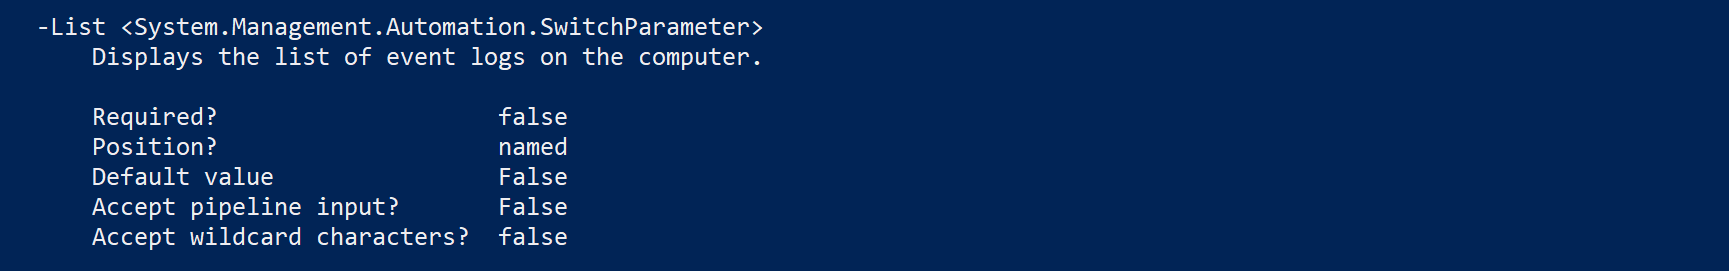 -List <System.Management.Automation.SwitchParameter>
Displays the list of event logs on the computer.
Required? false
Position? named
Default value False
Accept pipeline input? False
Accept wildcard characters? false